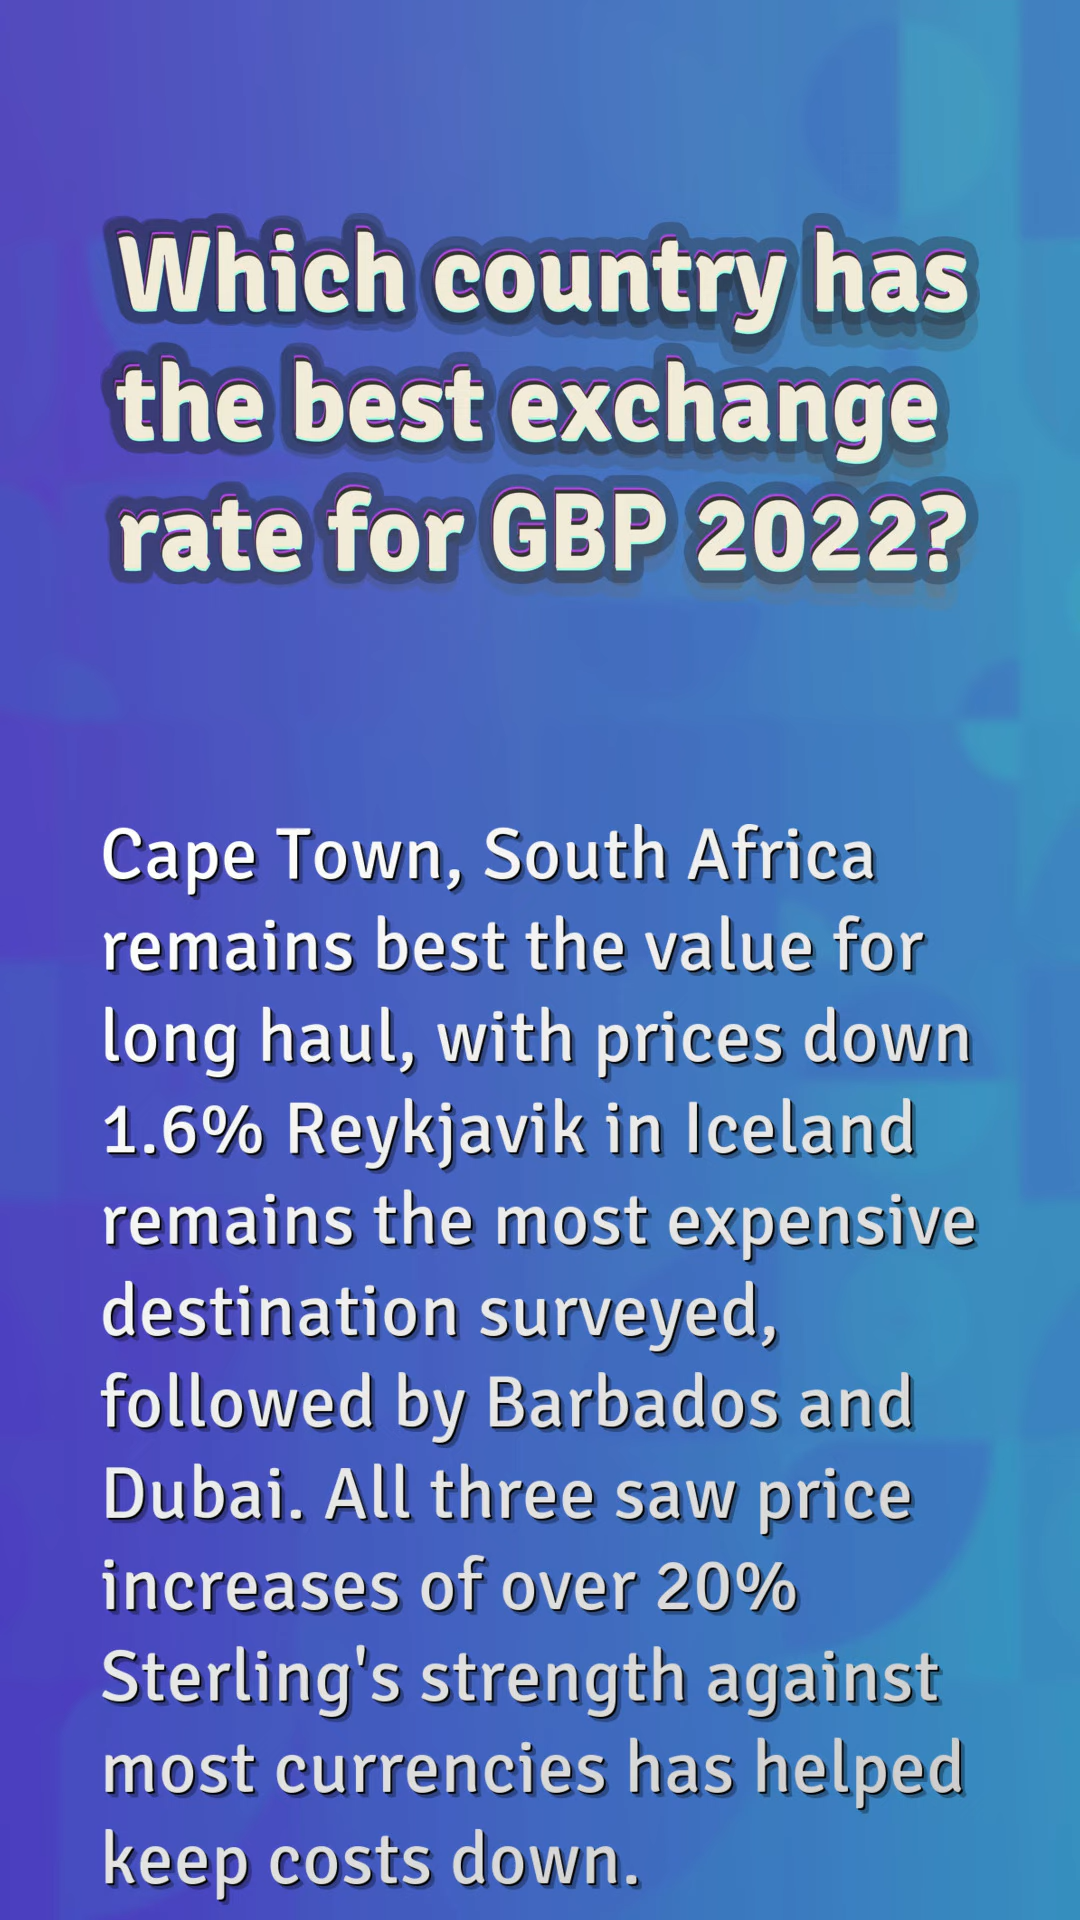 Which country has
the best exchange
rate for GBP 2022?
Cape Town, South Africa
remains best the value for
long haul, with prices down
1.6% Reykjavik in Iceland
remains the most expensive
destination surveyed,
followed by Barbados and
Dubai. All three saw price
increases of over 20%
Sterling's strength against
most currencies has helped
keep costs down.